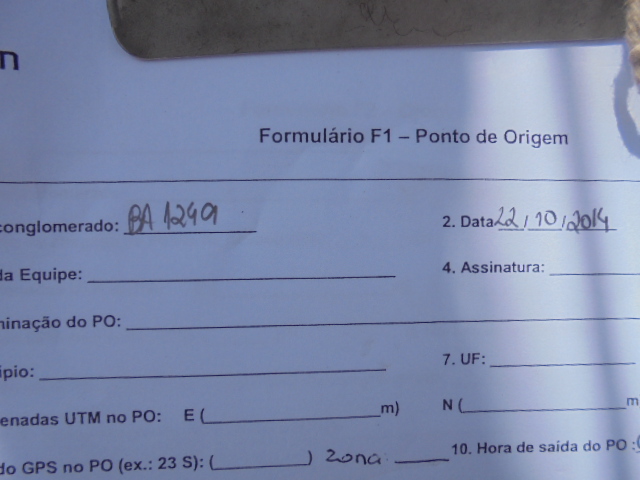 n
Formulário F1 – Ponto de Origem
conglomerado: BA 1249 2. Data 22/10/2014
da Equipe: 4. Assinatura:
ninação do PO:
ípio: 7. UF:
enadas UTM no PO: E ( m) N ( m
do GPS no PO (ex.: 23 S): ( ) Zona: 10. Hora de saída do PO :